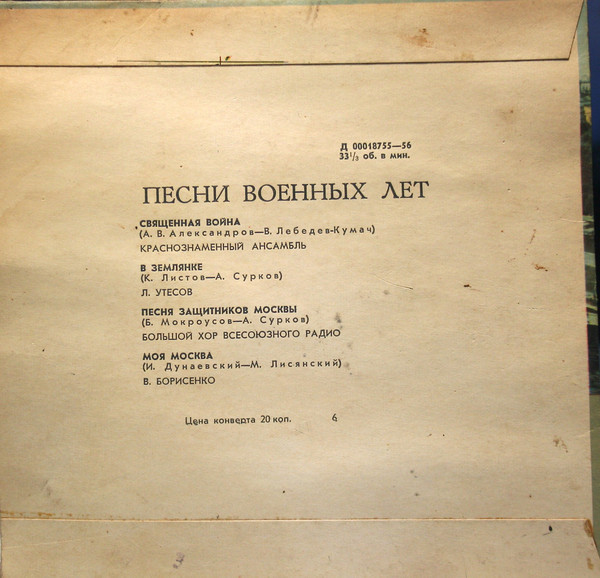 Д 00018755—56
33⅓ об. в мин.
ПЕСНИ ВОЕННЫХ ЛЕТ
СВЯЩЕННАЯ ВОЙНА
(А. В. Александров—В. Лебедев-Кумач)
КРАСНОЗНАМЕННЫЙ АНСАМБЛЬ
В ЗЕМЛЯНКЕ
(К. Листов—А. Сурков)
Л. УТЕСОВ
ПЕСНЯ ЗАЩИТНИКОВ МОСКВЫ
(Б. Мокроусов—А. Сурков)
БОЛЬШОЙ ХОР ВСЕСОЮЗНОГО РАДИО
МОЯ МОСКВА
(И. Дунаевский—М. Лисянский)
В. БОРИСЕНКО
Цена конверта 20 коп. 6